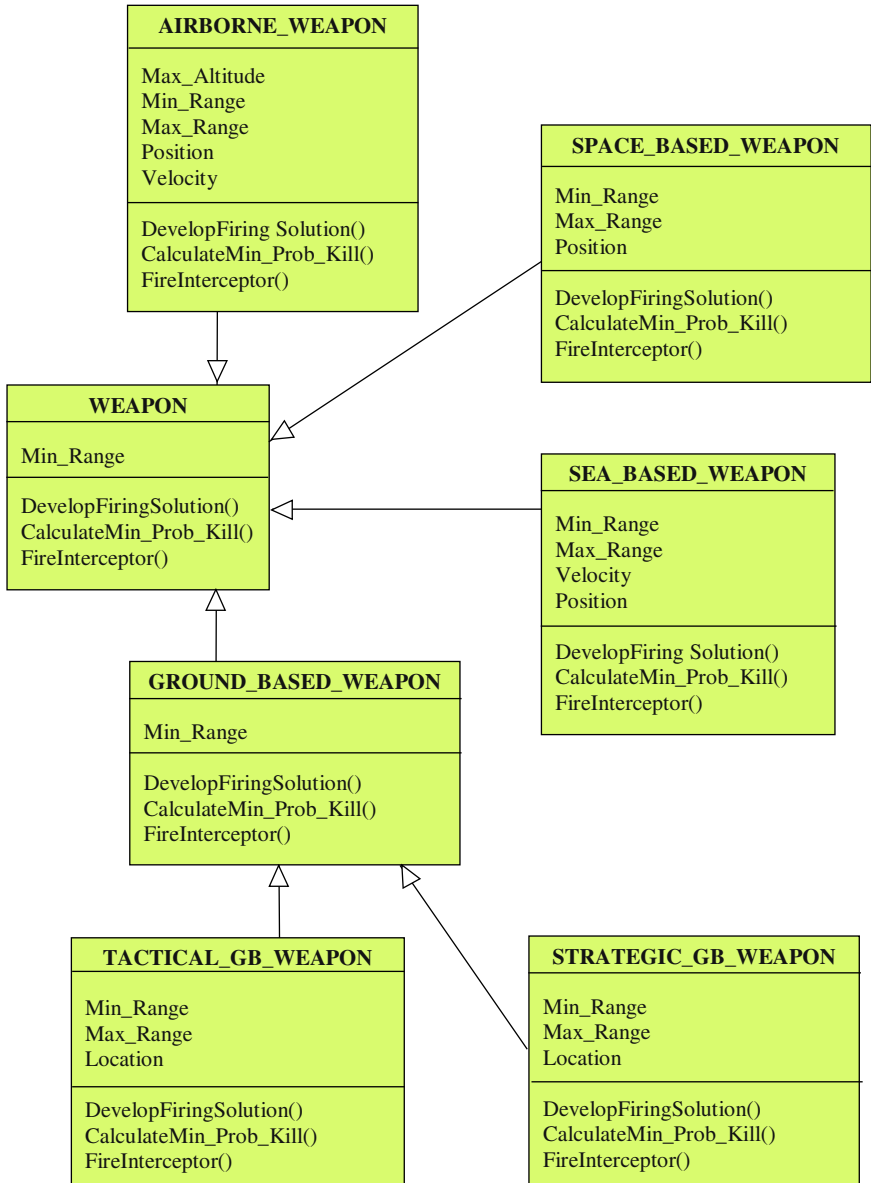 AIRBORNE_WEAPON
Max_Altitude
Min_Range
Max_Range
Position
Velocity
DevelopFiring Solution()
CalculateMin_Prob_Kill()
FireInterceptor()
SPACE_BASED_WEAPON
Min_Range
Max_Range
Position
DevelopFiringSolution()
CalculateMin_Prob_Kill()
FireInterceptor()
WEAPON
Min_Range
DevelopFiringSolution()
CalculateMin_Prob_Kill()
FireInterceptor()
SEA_BASED_WEAPON
Min_Range
Max_Range
Velocity
Position
DevelopFiring Solution()
CalculateMin_Prob_Kill()
FireInterceptor()
GROUND_BASED_WEAPON
Min_Range
DevelopFiringSolution()
CalculateMin_Prob_Kill()
FireInterceptor()
TACTICAL_GB_WEAPON
Min_Range
Max_Range
Location
DevelopFiringSolution()
CalculateMin_Prob_Kill()
FireInterceptor()
STRATEGIC_GB_WEAPON
Min_Range
Max_Range
Location
DevelopFiringSolution()
CalculateMin_Prob_Kill()
FireInterceptor()